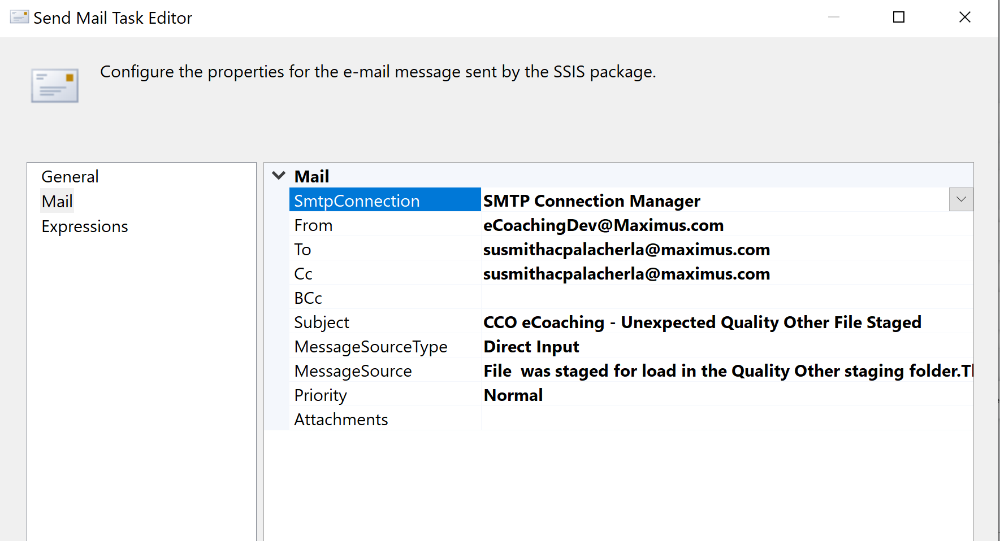 Send Mail Task Editor
Configure the properties for the e-mail message sent by the SSIS package.
General
Mail
Expressions
Mail
SmtpConnection SMTP Connection Manager
From eCoachingDev@Maximus.com
To susmithacpalacherla@maximus.com
Cc susmithacpalacherla@maximus.com
BCc
Subject CCO eCoaching - Unexpected Quality Other File Staged
MessageSourceType Direct Input
MessageSource File  was staged for load in the Quality Other staging folder.
Priority Normal
Attachments